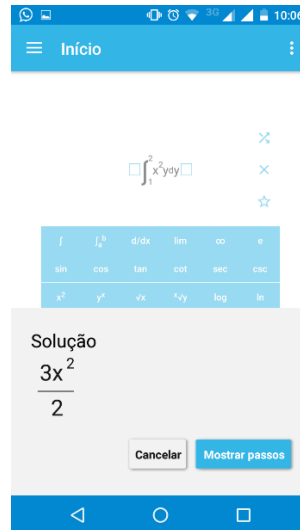 3G 10:06
Início
∫₁² x²ydy
∫ ∫ₐᵇ d/dx lim ∞ e
sin cos tan cot sec csc
x² yˣ √x ˣ√y log ln
Solução
3x²
2
Cancelar Mostrar passos